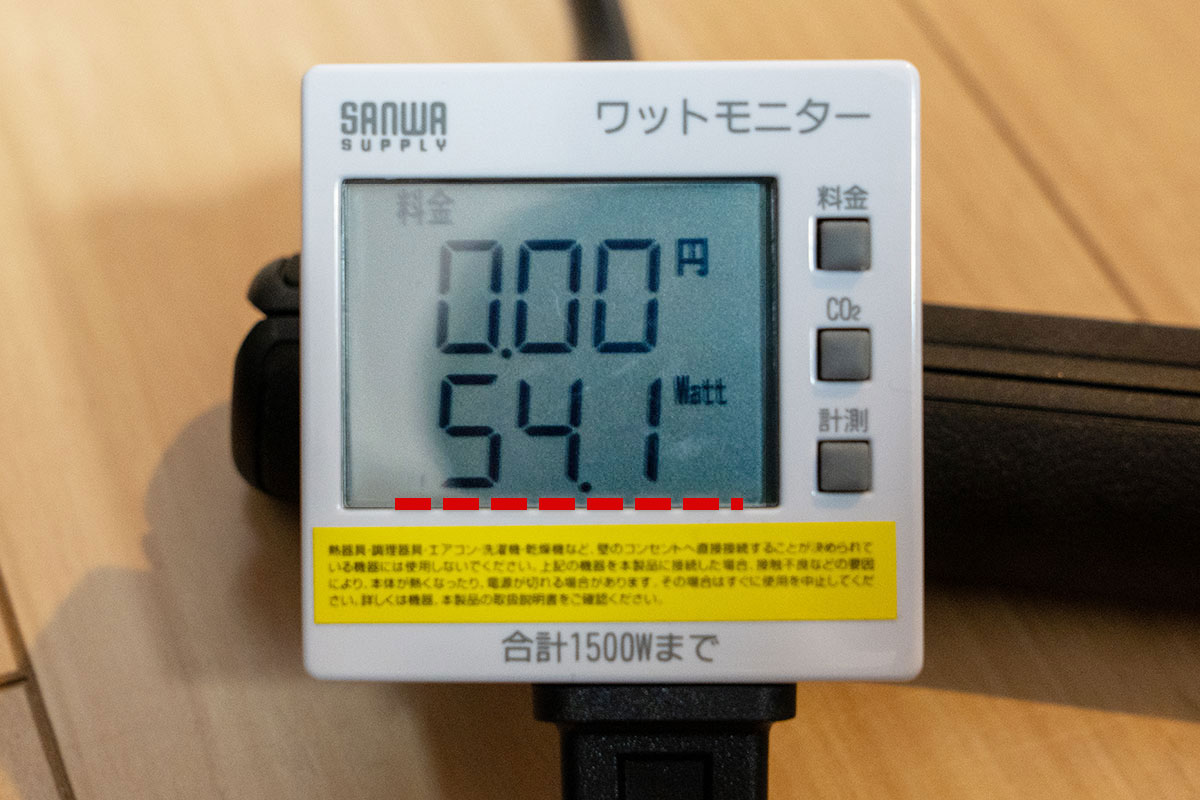 SANWA
SUPPLY
ワットモニター
料金
0.00円
54.1 Watt
料金
CO₂
計測
熱器具・調理器具・エアコン・洗濯機・乾燥機など、壁のコンセントへ直接接続することが決められて
いる機器には使用しないでください。上記の機器を本製品に接続した場合、接触不良などの要因
により、本体が熱くなったり、電源が切れる場合があります。その場合はすぐに使用を中止してくだ
さい。詳しくは機器、本製品の取扱説明書をご確認ください。
合計1500Wまで